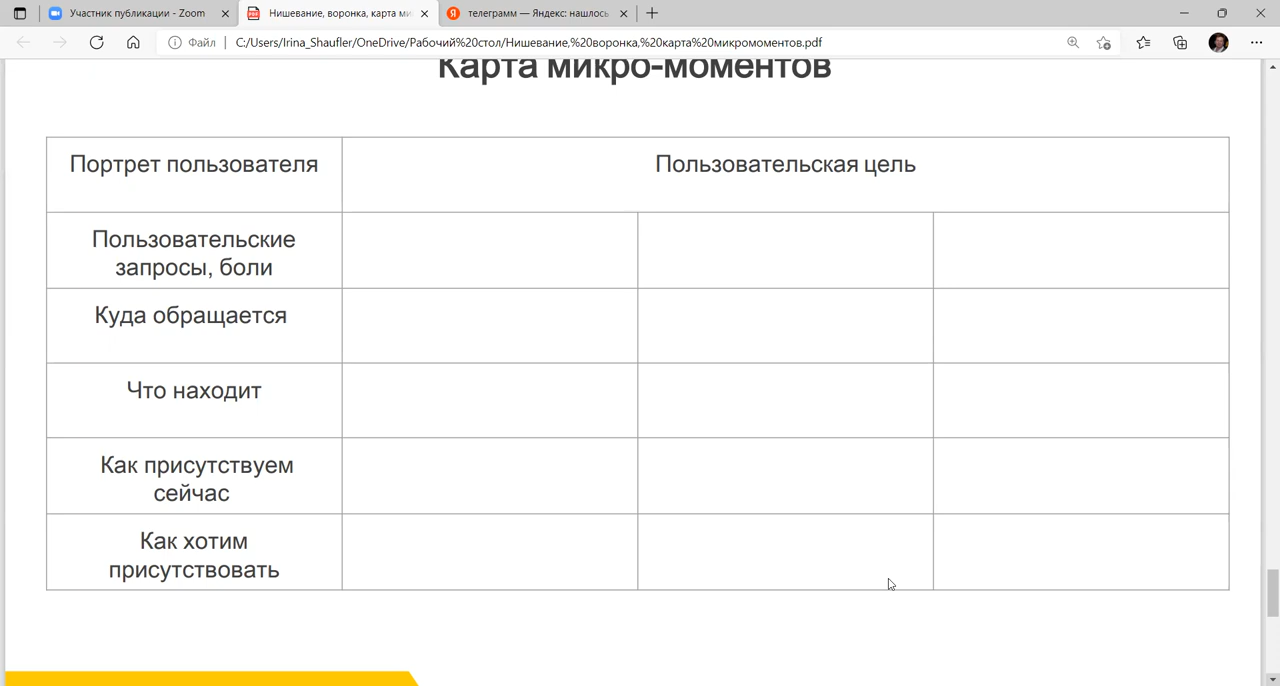 Участник публикации - Zoom
Нишевание, воронка, карта ми
телеграмм — Яндекс: нашлось
Файл
C:/Users/Irina_Shaufler/OneDrive/Рабочий%20стол/Нишевание,%20воронка,%20карта%20микромоментов.pdf
Карта микро-моментов
Портрет пользователя
Пользовательская цель
Пользовательские
запросы, боли
Куда обращается
Что находит
Как присутствуем
сейчас
Как хотим
присутствовать